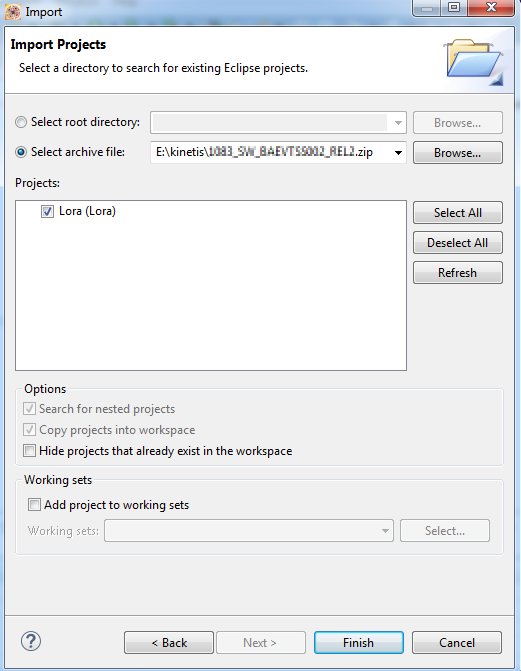 Import
Import Projects
Select a directory to search for existing Eclipse projects.
Select root directory:
Browse...
Select archive file:
E:\kinetis\1083_SW_BAEVTSS002_REL2.zip
Browse...
Projects:
Lora (Lora)
Select All
Deselect All
Refresh
Options
Search for nested projects
Copy projects into workspace
Hide projects that already exist in the workspace
Working sets
Add project to working sets
Working sets:
Select...
?
< Back
Next >
Finish
Cancel